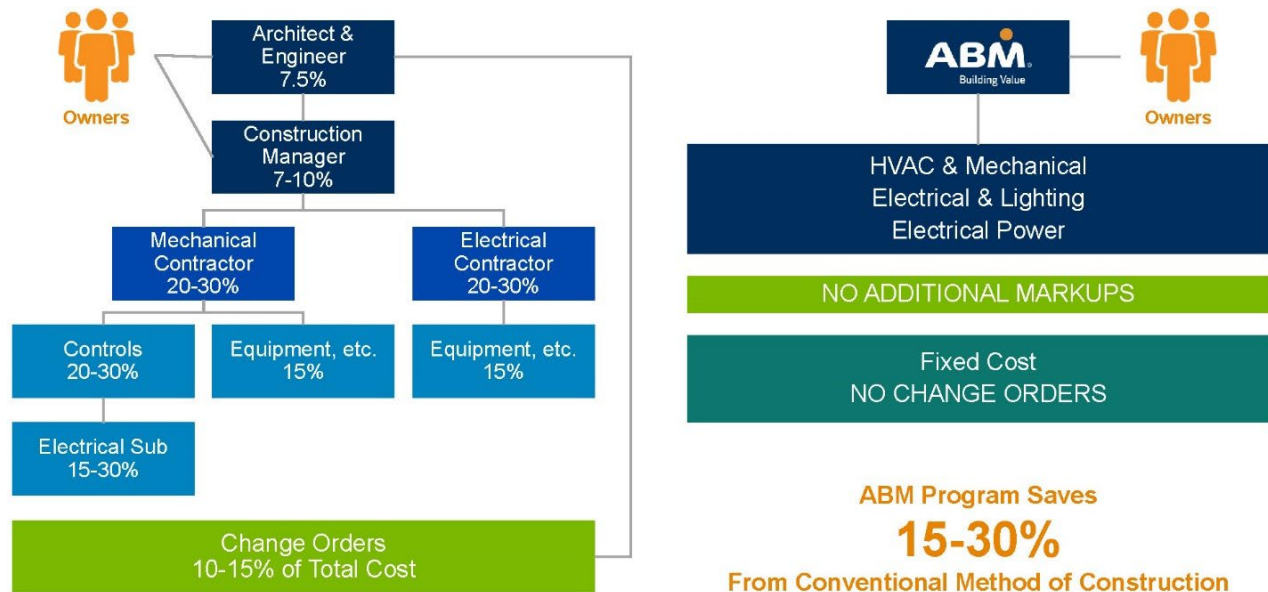 Owners
Architect &
Engineer
7.5%
Construction
Manager
7-10%
Mechanical
Contractor
20-30%
Electrical
Contractor
20-30%
Controls
20-30%
Equipment, etc.
15%
Equipment, etc.
15%
Electrical Sub
15-30%
Change Orders
10-15% of Total Cost
ABM.
Building Value
Owners
HVAC & Mechanical
Electrical & Lighting
Electrical Power
NO ADDITIONAL MARKUPS
Fixed Cost
NO CHANGE ORDERS
ABM Program Saves
15-30%
From Conventional Method of Construction